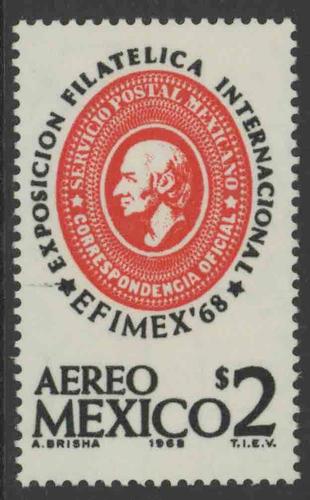 ★ EXPOSICION FILATELICA INTERNACIONAL ★
EFIMEX'68
SERVICIO POSTAL MEXICANO
CORRESPONDENCIA OFICIAL
AEREO
MEXICO $2
A.BRISHA 1968 T.I.E.V.